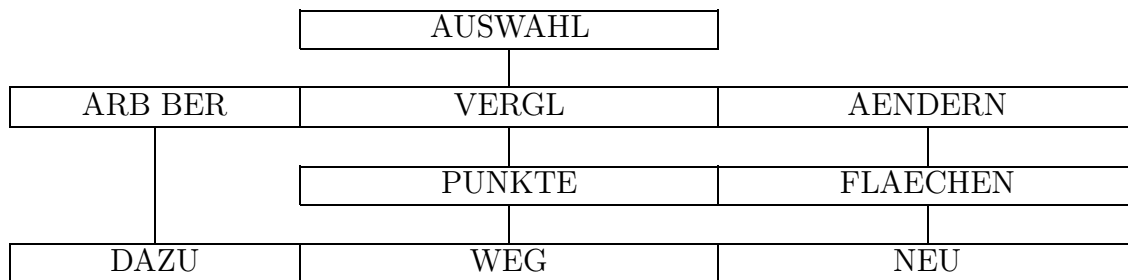 AUSWAHL
ARB BER VERGL AENDERN
PUNKTE FLAECHEN
DAZU WEG NEU